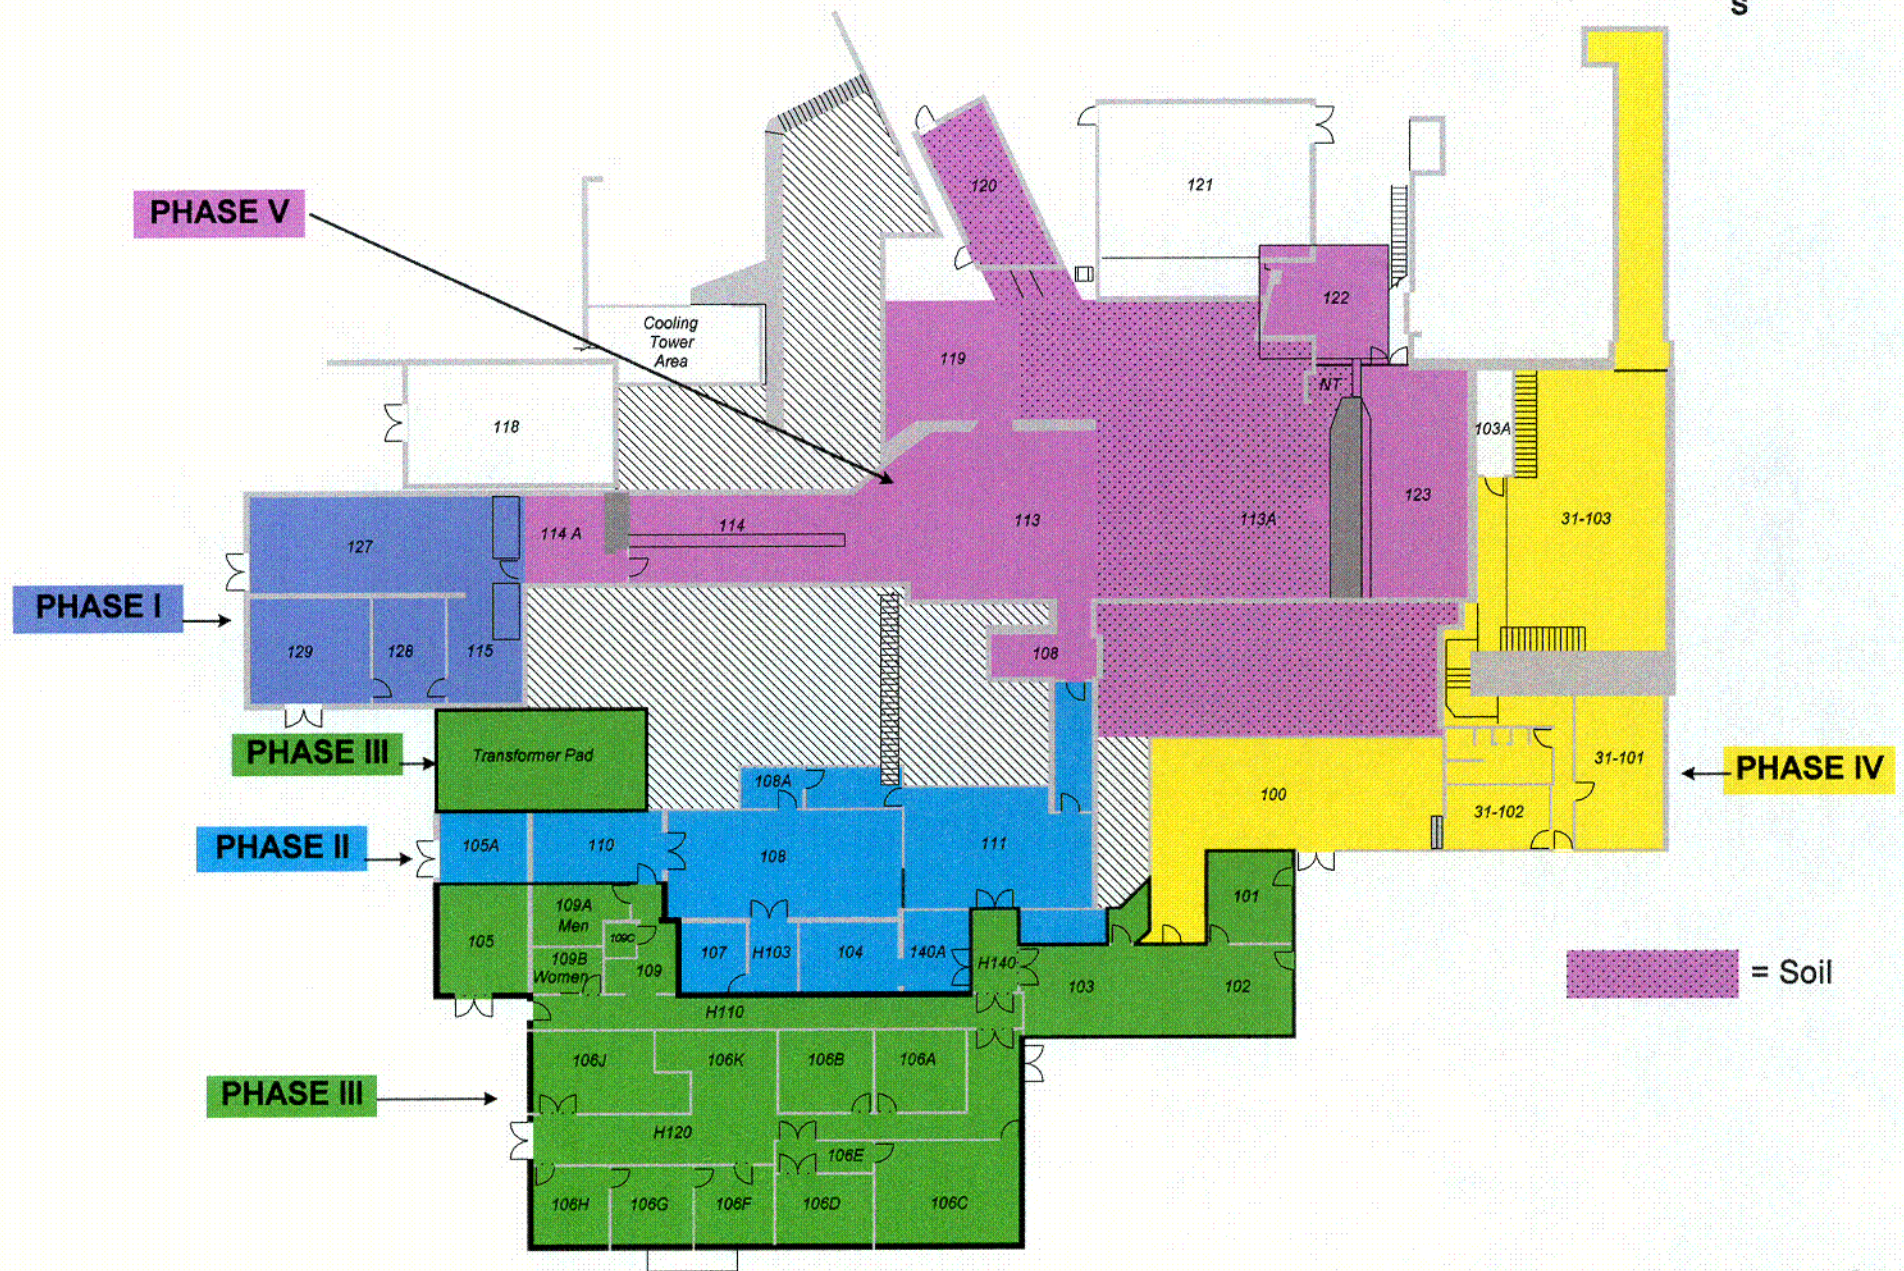 S
120
121
PHASE V
122
Cooling
Tower
Area
119
NT
118
103A
123
114 A
114
113
113A
31-103
127
PHASE I
129
128
115
108
PHASE III
Transformer Pad
31-101
PHASE IV
108A
100
31-102
PHASE II
105A
110
108
111
101
109A
Men
105
109C
109B
Women
109
107
H103
104
140A
H140
103
102
= Soil
H110
106J
106K
106B
106A
PHASE III
H120
106E
106H
106G
106F
106D
106C